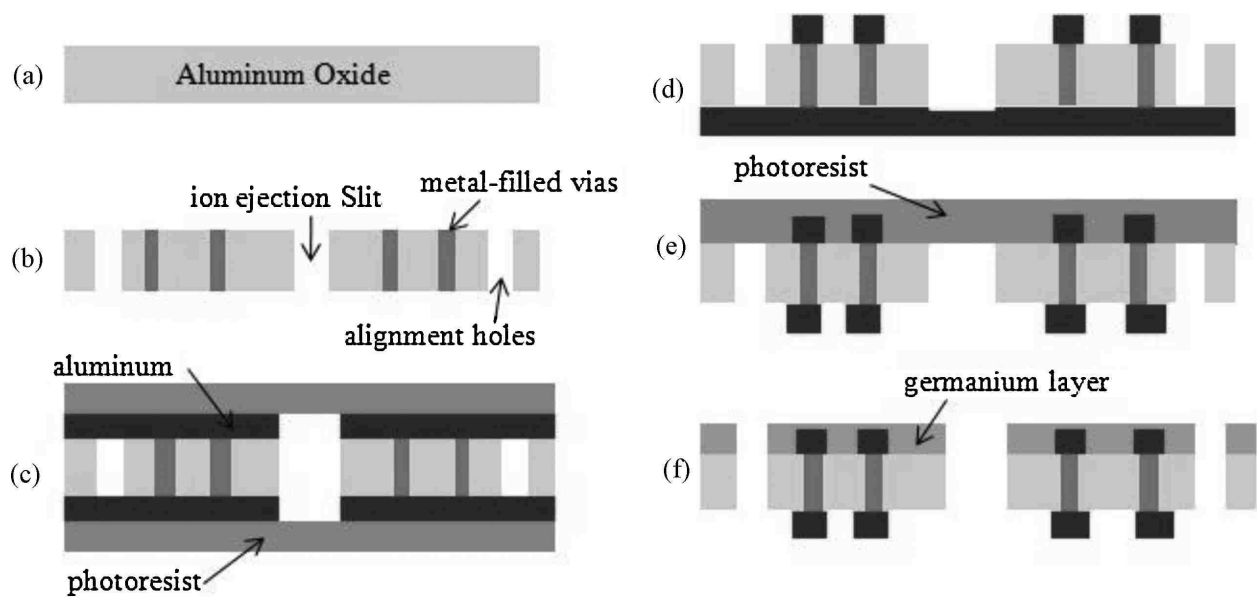 (a)
Aluminum Oxide
(b)
ion ejection Slit
metal-filled vias
alignment holes
(c)
aluminum
photoresist
(d)
(e)
photoresist
(f)
germanium layer